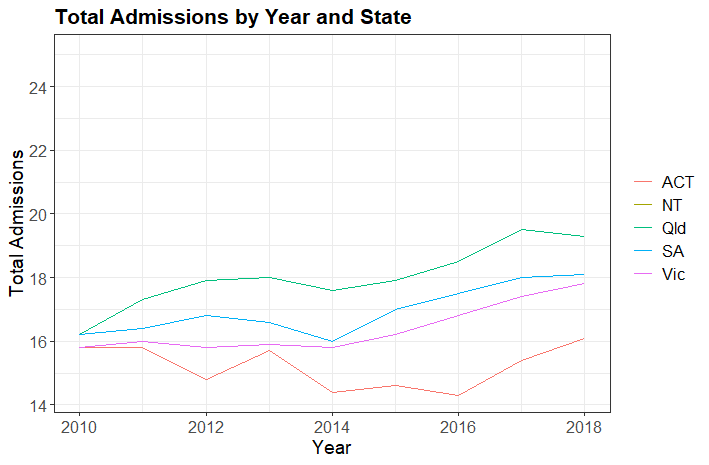 Total Admissions by Year and State
Total Admissions
24
22
20
18
16
14
2010 2012 2014 2016 2018
Year
ACT
NT
Qld
SA
Vic